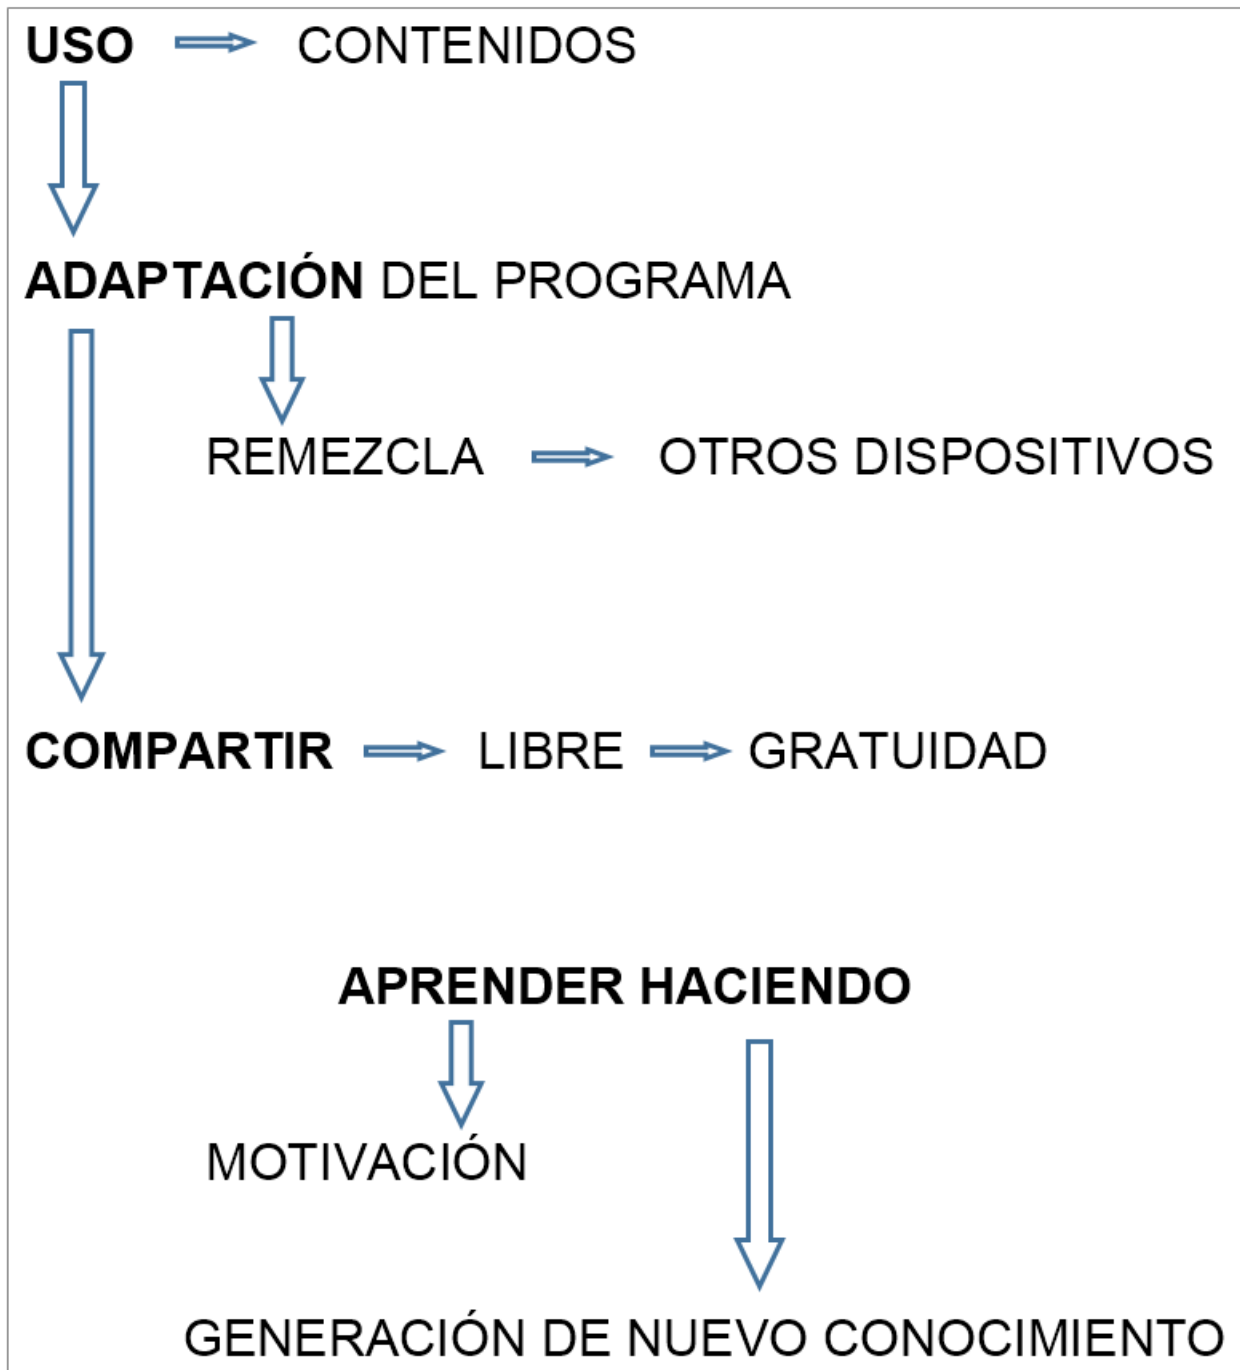 USO CONTENIDOS
ADAPTACIÓN DEL PROGRAMA
REMEZCLA OTROS DISPOSITIVOS
COMPARTIR LIBRE GRATUIDAD
APRENDER HACIENDO
MOTIVACIÓN
GENERACIÓN DE NUEVO CONOCIMIENTO